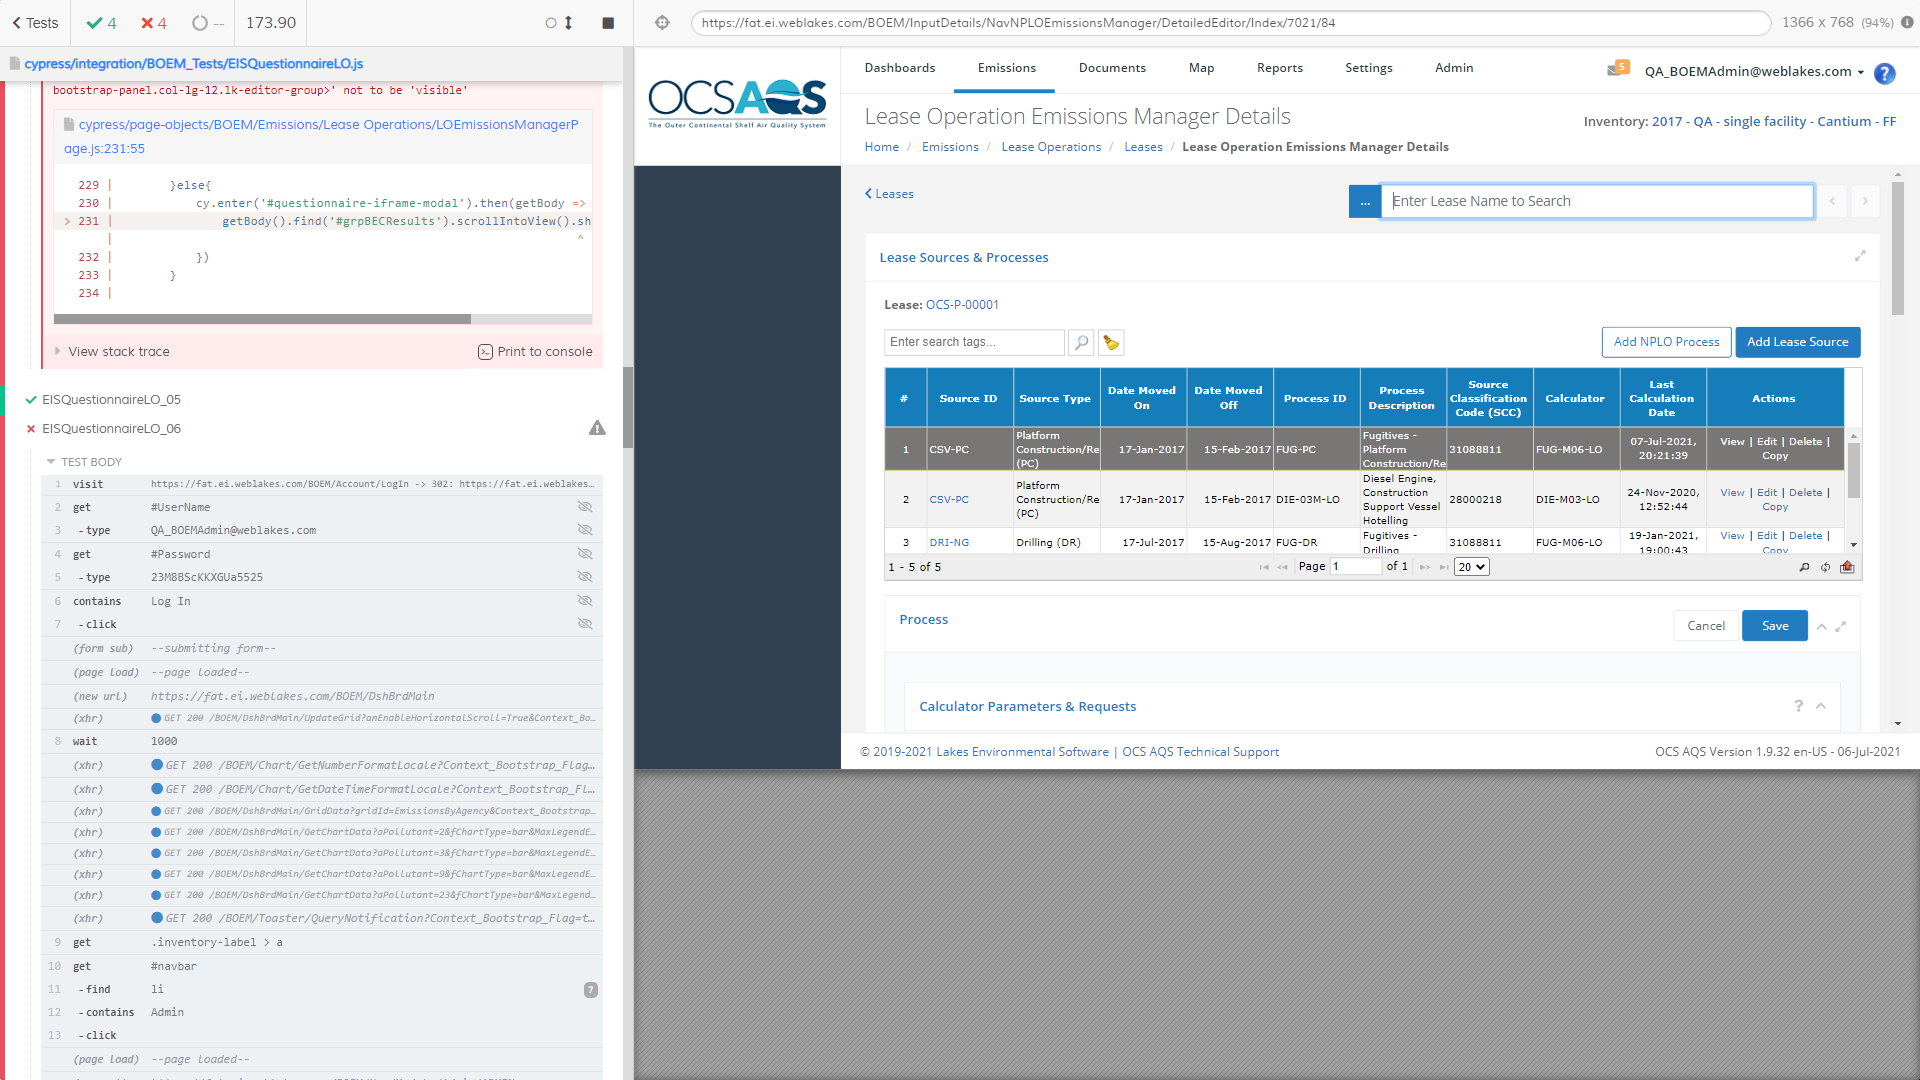 Tests
4
4
--
173.90
https://fat.ei.weblakes.com/BOEM/InputDetails/NavNPLOEmissionsManager/DetailedEditor/Index/7021/84
1366 x 768 (94%)
cypress/integration/BOEM_Tests/EISQuestionnaireLO.js
bootstrap-panel.col-lg-12.lk-editor-group>' not to be 'visible'
cypress/page-objects/BOEM/Emissions/Lease Operations/LOEmissionsManagerP
age.js:231:55
229 | }else{
230 | cy.enter('#questionnaire-iframe-modal').then(getBody =>
> 231 | getBody().find('#grpBECResults').scrollIntoView().sh
| ^
232 | })
233 | }
234 |
View stack trace
Print to console
EISQuestionnaireLO_05
EISQuestionnaireLO_06
TEST BODY
1 visit https://fat.ei.weblakes.com/BOEM/Account/LogIn -> 302: https://fat.ei.weblakes...
2 get #UserName
3 -type QA_BOEMAdmin@weblakes.com
4 get #Password
5 -type 23M8BScKKXGUa5525
6 contains Log In
7 -click
(form sub) --submitting form--
(page load) --page loaded--
(new url) https://fat.ei.weblakes.com/BOEM/DshBrdMain
(xhr) GET 200 /BOEM/DshBrdMain/UpdateGrid?anEnableHorizontalScroll=True&Context_Bo...
8 wait 1000
(xhr) GET 200 /BOEM/Chart/GetNumberFormatLocale?Context_Bootstrap_Flag...
(xhr) GET 200 /BOEM/Chart/GetDateTimeFormatLocale?Context_Bootstrap_Fl...
(xhr) GET 200 /BOEM/DshBrdMain/GridData?gridId=EmissionsByAgency&Context_Bootstrap...
(xhr) GET 200 /BOEM/DshBrdMain/GetChartData?aPollutant=2&fChartType=bar&MaxLegendE...
(xhr) GET 200 /BOEM/DshBrdMain/GetChartData?aPollutant=3&fChartType=bar&MaxLegendE...
(xhr) GET 200 /BOEM/DshBrdMain/GetChartData?aPollutant=9&fChartType=bar&MaxLegendE...
(xhr) GET 200 /BOEM/DshBrdMain/GetChartData?aPollutant=23&fChartType=bar&MaxLegend...
(xhr) GET 200 /BOEM/Toaster/QueryNotification?Context_Bootstrap_Flag=t...
9 get .inventory-label > a
10 get #navbar
11 -find li 7
12 -contains Admin
13 -click
(page load) --page loaded--
OCSAQS
The Outer Continental Shelf Air Quality System
Dashboards
Emissions
Documents
Map
Reports
Settings
Admin
5
QA_BOEMAdmin@weblakes.com
?
Lease Operation Emissions Manager Details
Inventory: 2017 - QA - single facility - Cantium - FF
Home / Emissions / Lease Operations / Leases / Lease Operation Emissions Manager Details
Leases
...
Enter Lease Name to Search
Lease Sources & Processes
Lease: OCS-P-00001
Enter search tags...
Add NPLO Process
Add Lease Source
# | Source ID | Source Type | Date Moved On | Date Moved Off | Process ID | Process Description | Source Classification Code (SCC) | Calculator | Last Calculation Date | Actions
1 CSV-PC Platform Construction/Re (PC) 17-Jan-2017 15-Feb-2017 FUG-PC Fugitives - Platform Construction/Re 31088811 FUG-M06-LO 07-Jul-2021, 20:21:39 View | Edit | Delete | Copy
2 CSV-PC Platform Construction/Re (PC) 17-Jan-2017 15-Feb-2017 DIE-03M-LO Diesel Engine, Construction Support Vessel Hotelling 28000218 DIE-M03-LO 24-Nov-2020, 12:52:44 View | Edit | Delete | Copy
3 DRI-NG Drilling (DR) 17-Jul-2017 15-Aug-2017 FUG-DR Fugitives - Drilling 31088811 FUG-M06-LO 19-Jan-2021, 19:00:43 View | Edit | Delete | Copy
1 - 5 of 5
Page 1 of 1
20
Process
Cancel
Save
Calculator Parameters & Requests
?
© 2019-2021 Lakes Environmental Software | OCS AQS Technical Support
OCS AQS Version 1.9.32 en-US - 06-Jul-2021